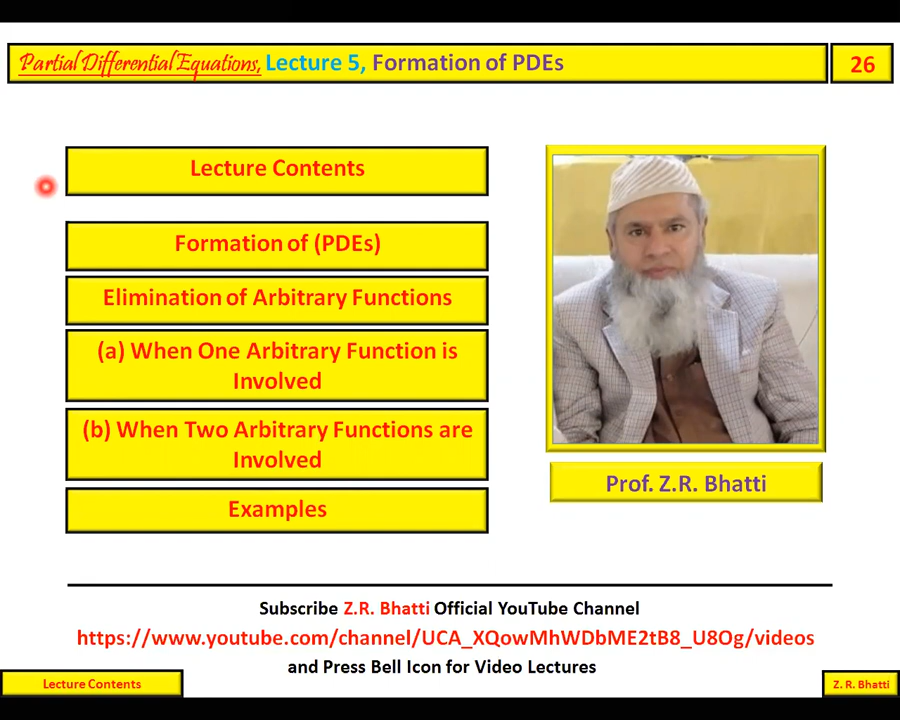 Partial Differential Equations, Lecture 5, Formation of PDEs
26
Lecture Contents
Formation of (PDEs)
Elimination of Arbitrary Functions
(a) When One Arbitrary Function is
Involved
(b) When Two Arbitrary Functions are
Involved
Examples
Prof. Z.R. Bhatti
Subscribe Z.R. Bhatti Official YouTube Channel
https://www.youtube.com/channel/UCA_XQowMhWDbME2tB8_U8Og/videos
and Press Bell Icon for Video Lectures
Lecture Contents
Z. R. Bhatti